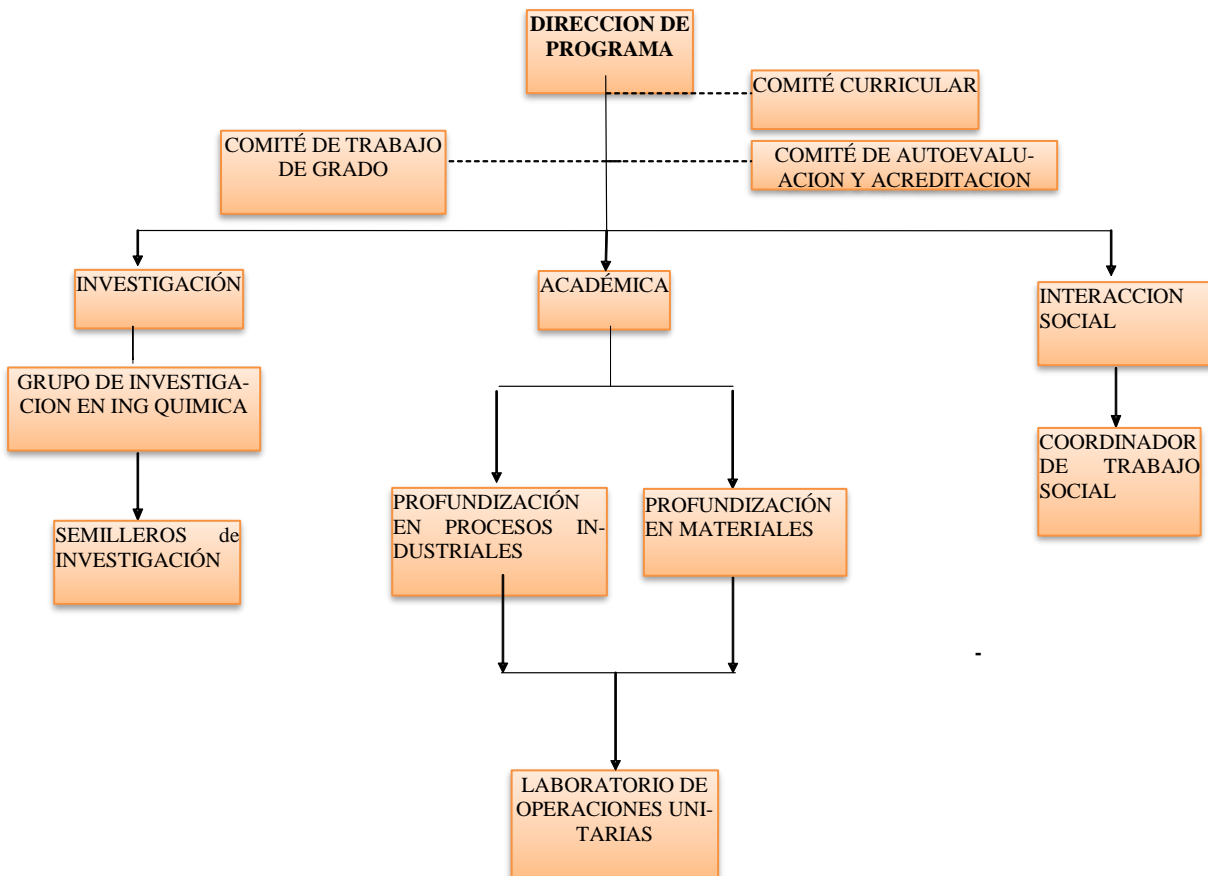 DIRECCION DE
PROGRAMA
COMITÉ CURRICULAR
COMITÉ DE TRABAJO
DE GRADO
COMITÉ DE AUTOEVALU-
ACION Y ACREDITACION
INVESTIGACIÓN
ACADÉMICA
INTERACCION
SOCIAL
GRUPO DE INVESTIGA-
CION EN ING QUIMICA
COORDINADOR
DE TRABAJO
SOCIAL
PROFUNDIZACIÓN
EN PROCESOS IN-
DUSTRIALES
PROFUNDIZACIÓN
EN MATERIALES
SEMILLEROS de
INVESTIGACIÓN
-
LABORATORIO DE
OPERACIONES UNI-
TARIAS